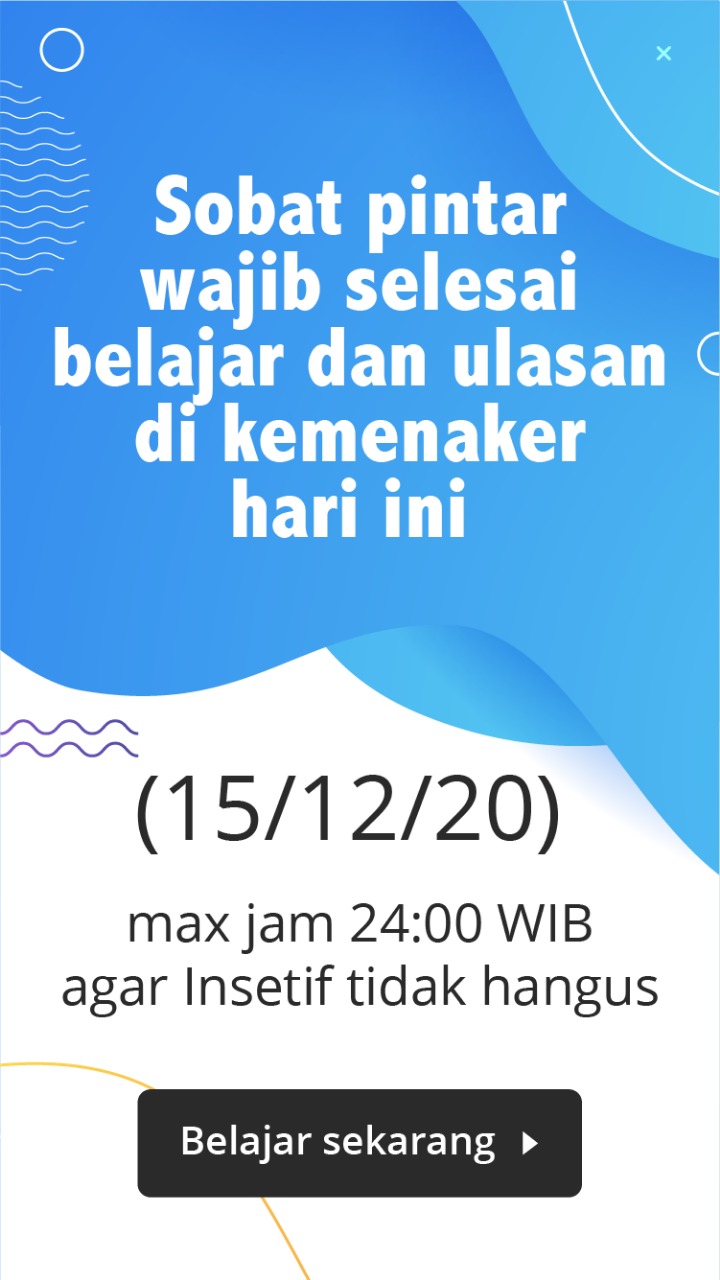 Sobat pintar
wajib selesai
belajar dan ulasan
di kemenaker
hari ini
(15/12/20)
max jam 24:00 WIB
agar Insetif tidak hangus
Belajar sekarang